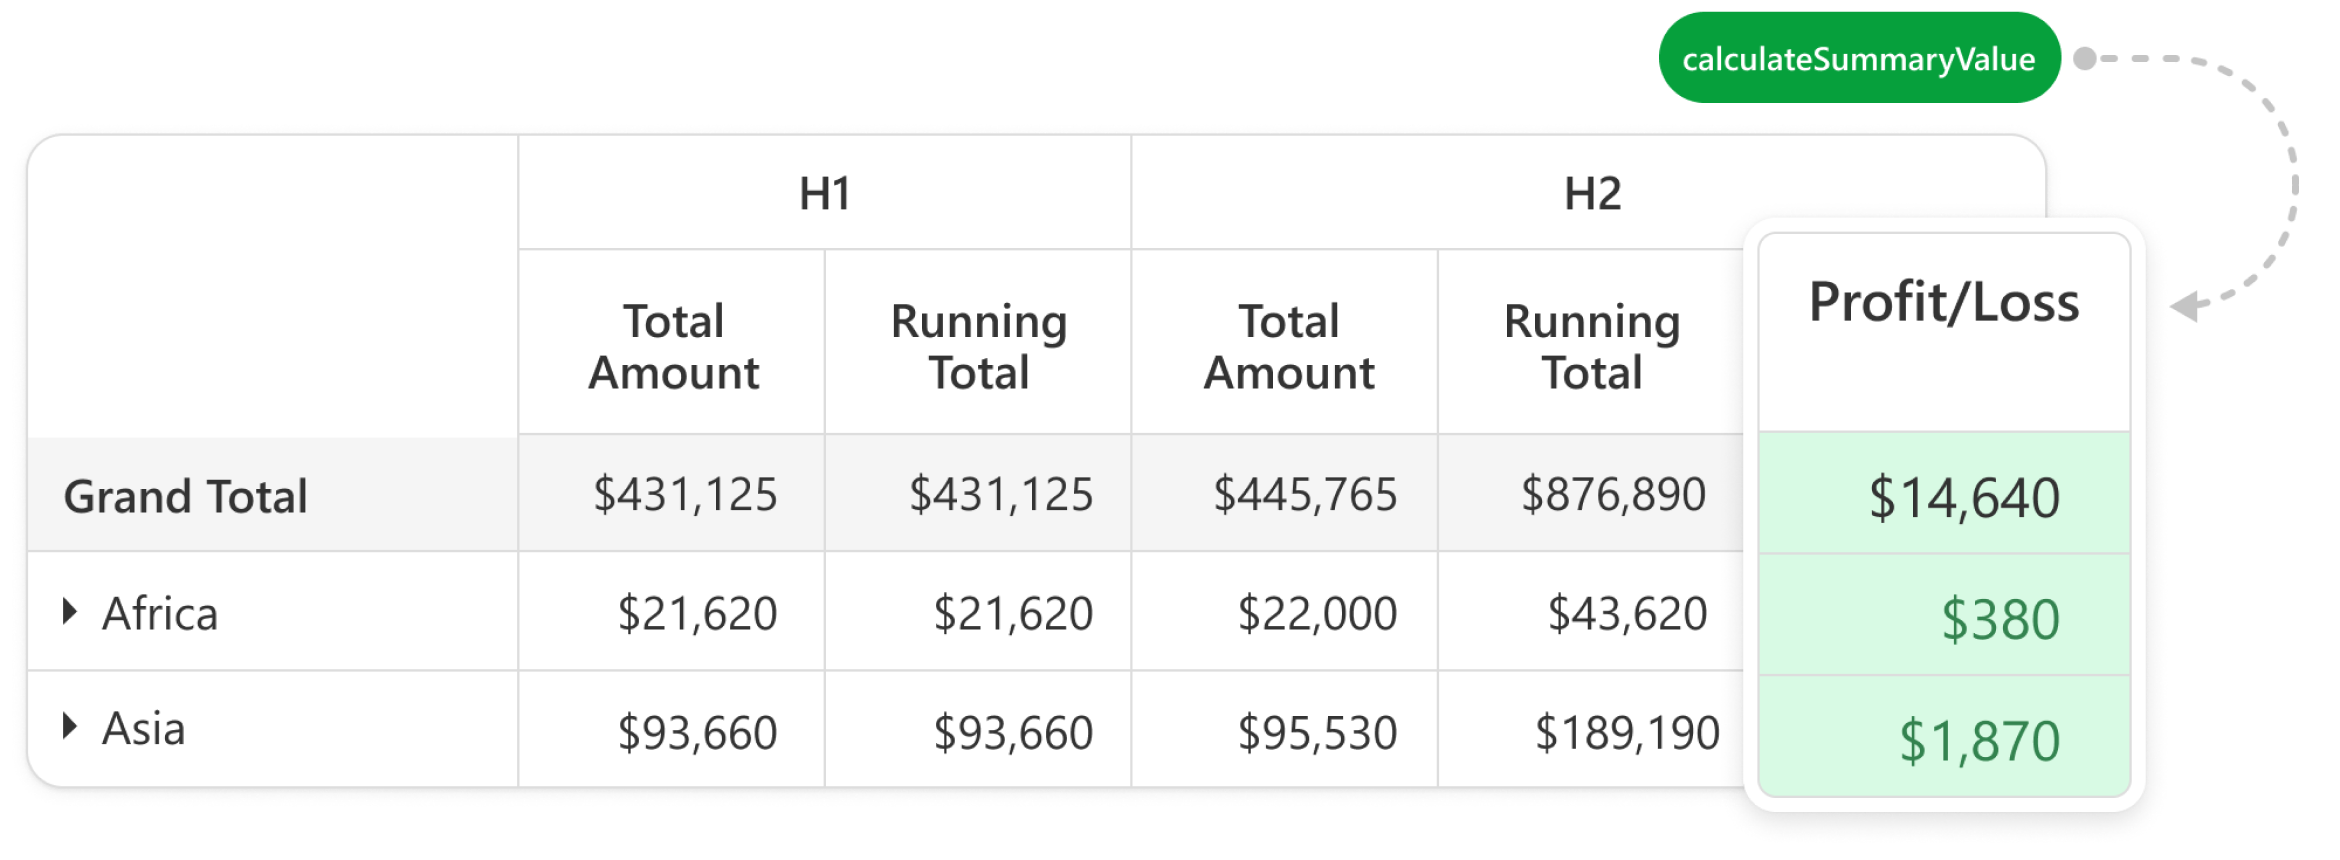 calculateSummaryValue
H1
H2
Total
Amount
Running
Total
Total
Amount
Running
Total
Profit/Loss
Grand Total
$431,125
$431,125
$445,765
$876,890
$14,640
Africa
$21,620
$21,620
$22,000
$43,620
$380
Asia
$93,660
$93,660
$95,530
$189,190
$1,870